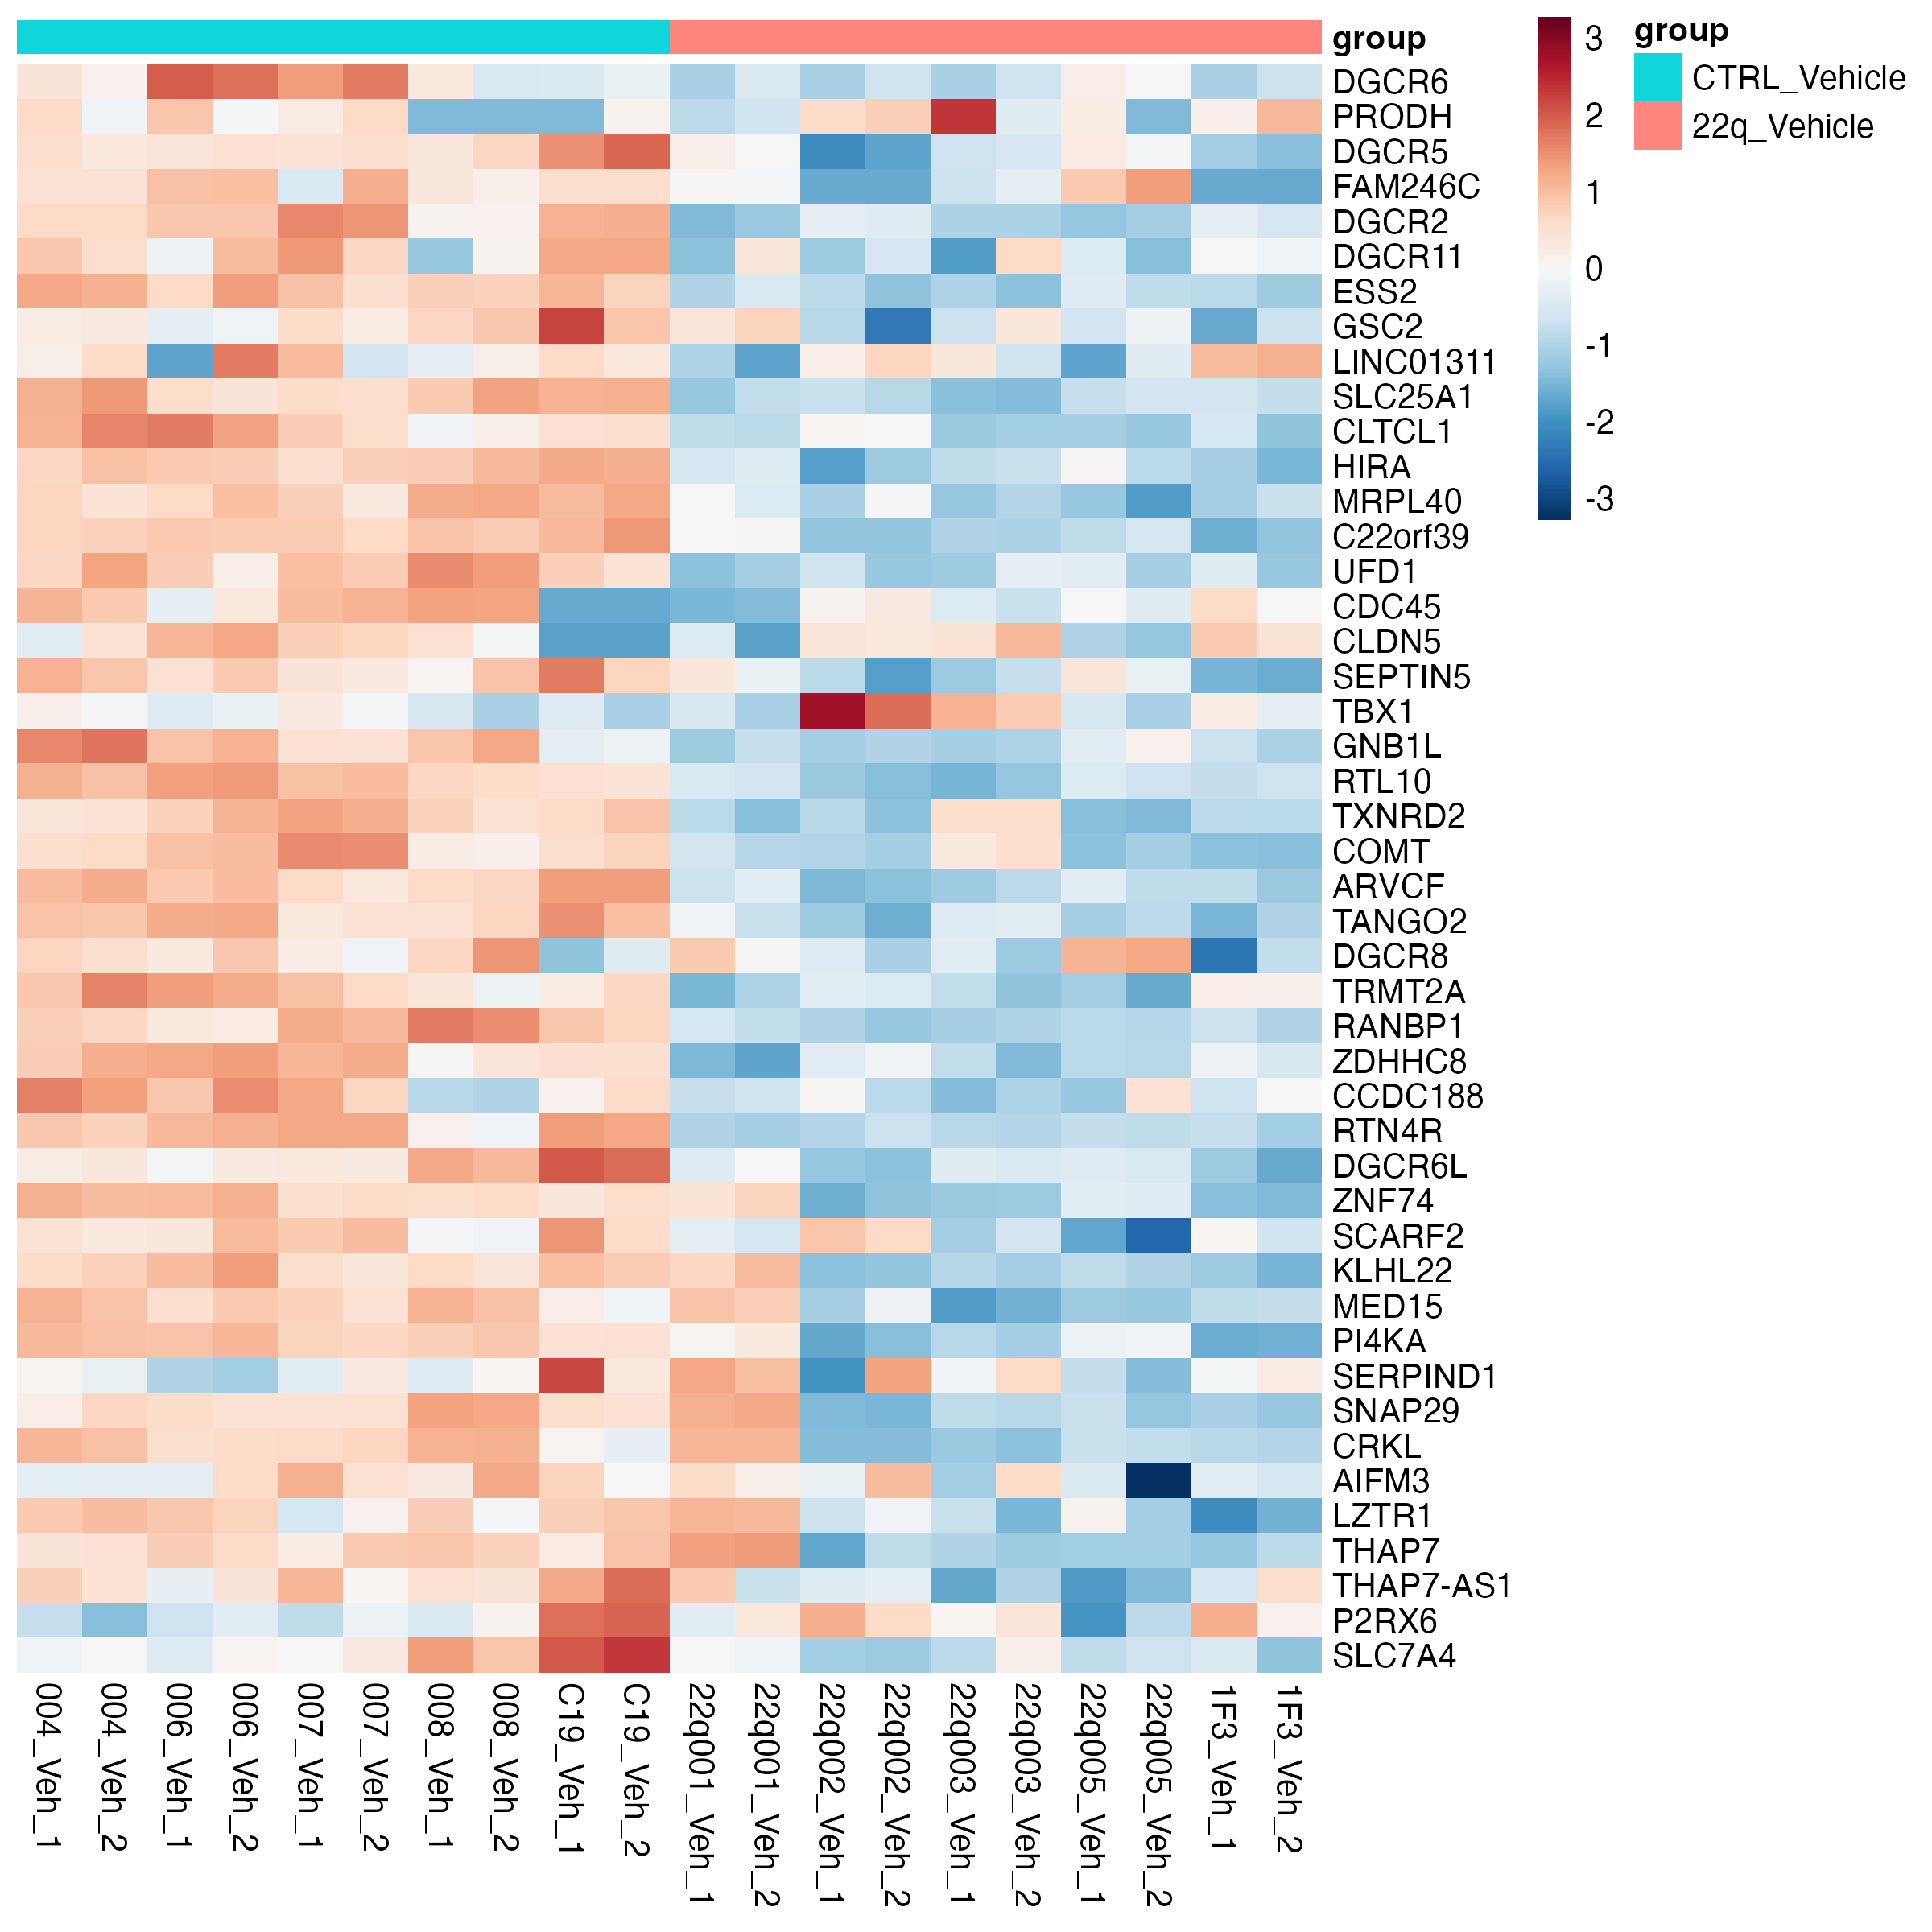 group
DGCR6
PRODH
DGCR5
FAM246C
DGCR2
DGCR11
ESS2
GSC2
LINC01311
SLC25A1
CLTCL1
HIRA
MRPL40
C22orf39
UFD1
CDC45
CLDN5
SEPTIN5
TBX1
GNB1L
RTL10
TXNRD2
COMT
ARVCF
TANGO2
DGCR8
TRMT2A
RANBP1
ZDHHC8
CCDC188
RTN4R
DGCR6L
ZNF74
SCARF2
KLHL22
MED15
PI4KA
SERPIND1
SNAP29
CRKL
AIFM3
LZTR1
THAP7
THAP7-AS1
P2RX6
SLC7A4
004_Veh_1
004_Veh_2
006_Veh_1
006_Veh_2
007_Veh_1
007_Veh_2
008_Veh_1
008_Veh_2
C19_Veh_1
C19_Veh_2
22q001_Veh_1
22q001_Veh_2
22q002_Veh_1
22q002_Veh_2
22q003_Veh_1
22q003_Veh_2
22q005_Veh_1
22q005_Veh_2
1F3_Veh_1
1F3_Veh_2
3
2
1
0
-1
-2
-3
group
CTRL_Vehicle
22q_Vehicle